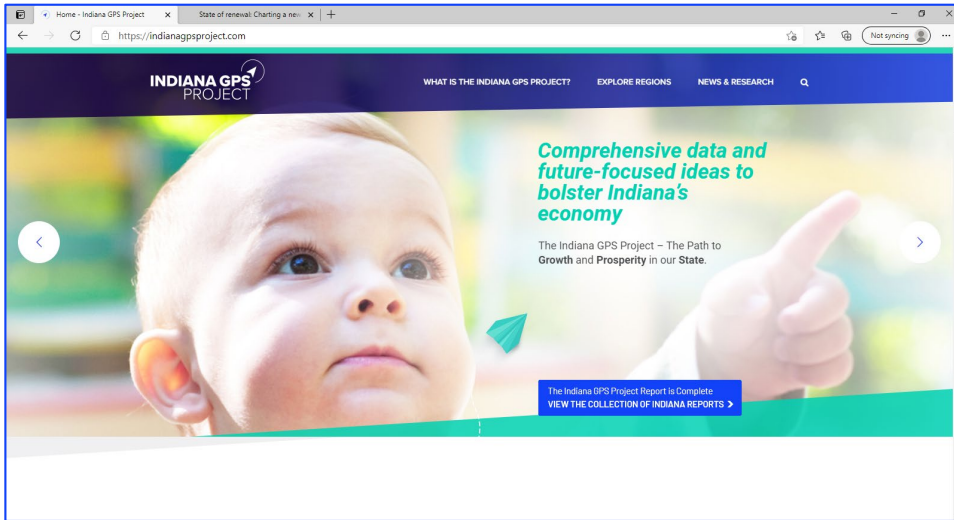 Home - Indiana GPS Project
State of renewal: Charting a new
https://indianagpsproject.com
Not syncing
INDIANA GPS
PROJECT
WHAT IS THE INDIANA GPS PROJECT?
EXPLORE REGIONS
NEWS & RESEARCH
Comprehensive data and
future-focused ideas to
bolster Indiana's
economy
The Indiana GPS Project – The Path to
Growth and Prosperity in our State.
The Indiana GPS Project Report is Complete
VIEW THE COLLECTION OF INDIANA REPORTS